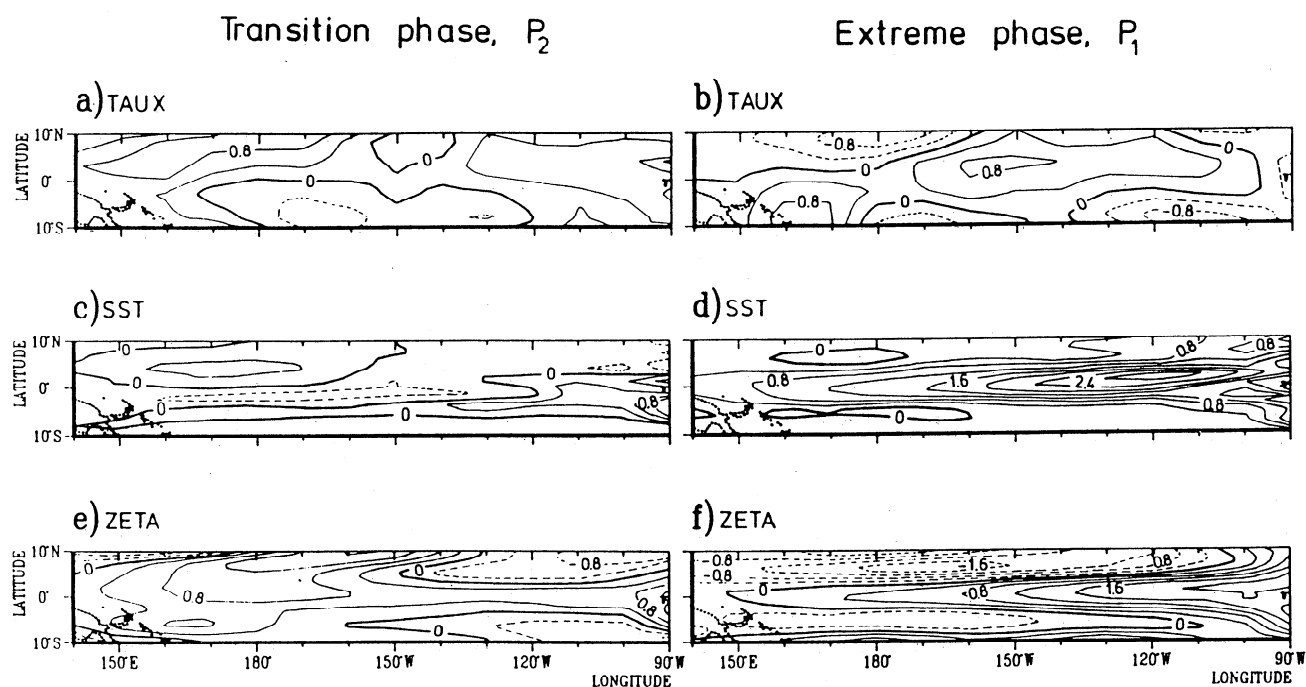 Transition phase, P2
Extreme phase, P1
a) TAUX
b) TAUX
LATITUDE
10°N
0°
10°S
0.8
0
0
0.8
0
0.8
0.8
0
0
0.8
c) SST
d) SST
LATITUDE
10°N
0°
10°S
0
0
0
0
0
0.8
0
0.8
1.6
2.4
0.8
0.8
0.8
0
e) ZETA
f) ZETA
LATITUDE
10°N
0°
10°S
0
0.8
0
0.8
0.8
0
0.8
0.8
1.6
0.8
0
0.8
1.6
0
150°E
180°
150°W
120°W
90°W
LONGITUDE
150°E
180°
150°W
120°W
90°W
LONGITUDE